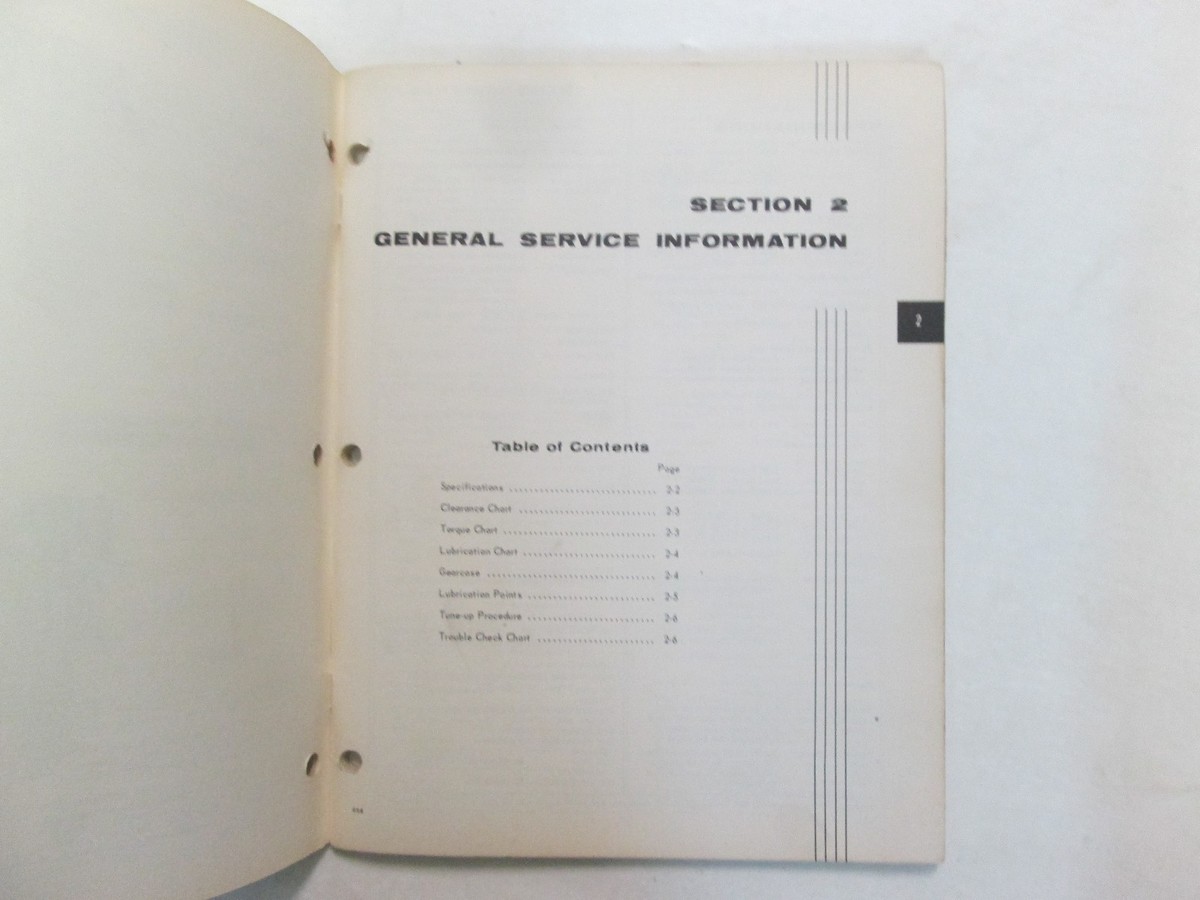 SECTION 2
GENERAL SERVICE INFORMATION
2
Table of Contents
Page
Specifications .............................. 2-2
Clearance Chart ............................ 2-3
Torque Chart ............................... 2-3
Lubrication Chart ........................... 2-4
Gearcase .................................. 2-4
Lubrication Points .......................... 2-5
Tune-up Procedure .......................... 2-6
Trouble Check Chart ........................ 2-6